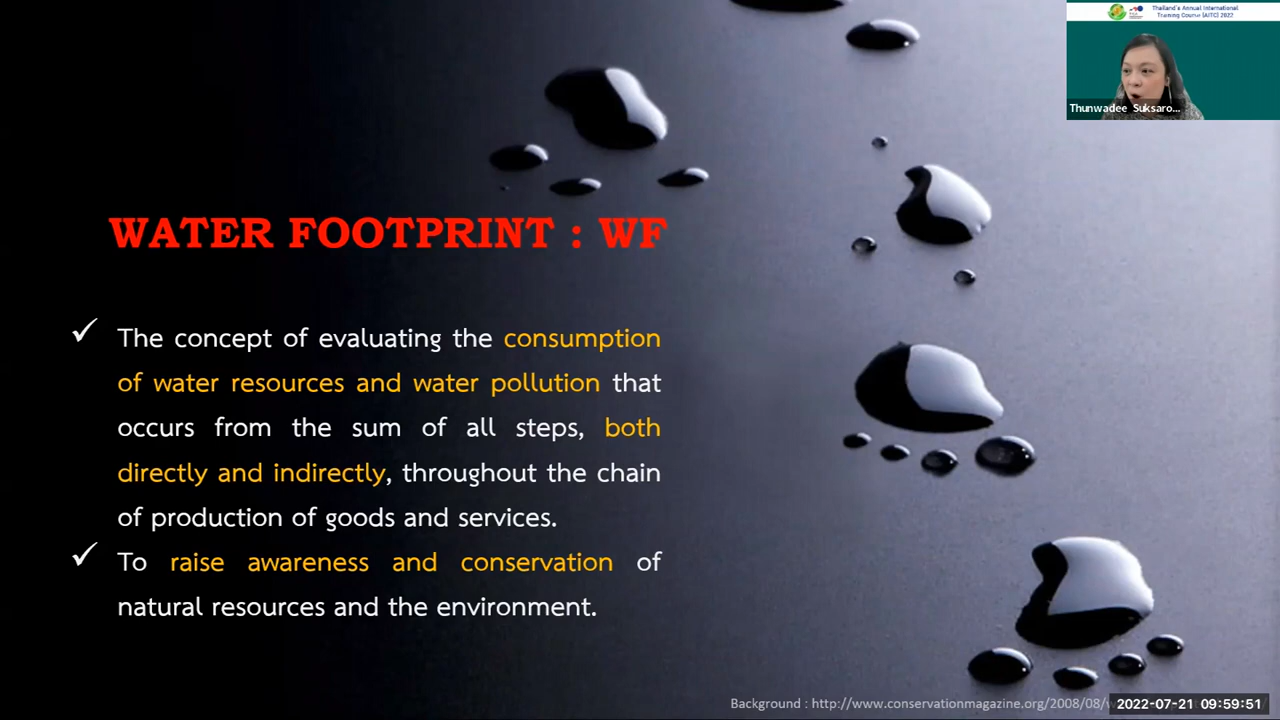 Thailand's Annual International
Training Course (AITC) 2022
Thunwadee Suksaro...
WATER FOOTPRINT : WF
✓ The concept of evaluating the consumption
of water resources and water pollution that
occurs from the sum of all steps, both
directly and indirectly, throughout the chain
of production of goods and services.
✓ To raise awareness and conservation of
natural resources and the environment.
Background : http://www.conservationmagazine.org/2008/08/
2022-07-21 09:59:51